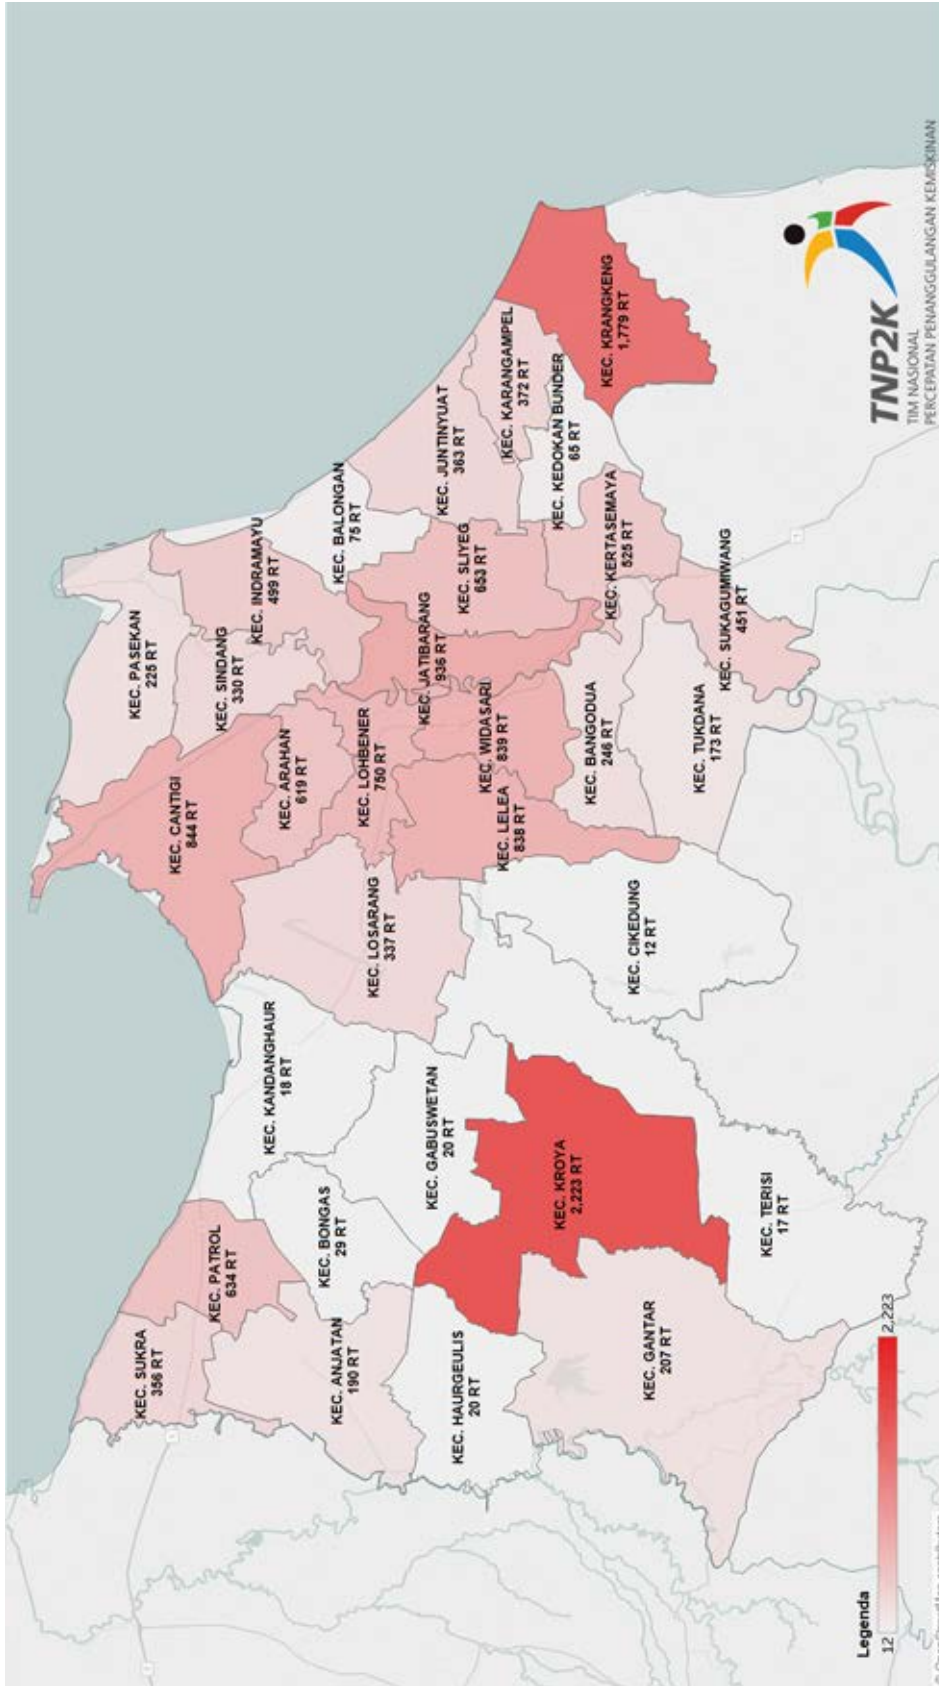 KEC. SUKRA
356 RT
KEC. PATROL
634 RT
KEC. ANJATAN
190 RT
KEC. BONGAS
29 RT
KEC. HAURGEULIS
20 RT
KEC. GABUSWETAN
20 RT
KEC. KANDANGHAUR
18 RT
KEC. KROYA
2,223 RT
KEC. GANTAR
207 RT
KEC. TERISI
17 RT
KEC. CIKEDUNG
12 RT
KEC. LOSARANG
337 RT
KEC. CANTIGI
844 RT
KEC. PASEKAN
225 RT
KEC. SINDANG
330 RT
KEC. ARAHAN
619 RT
KEC. INDRAMAYU
499 RT
KEC. LOHBENER
750 RT
KEC. BALONGAN
75 RT
KEC. JATIBARANG
936 RT
KEC. WIDASARI
839 RT
KEC. LELEA
838 RT
KEC. SLIYEG
653 RT
KEC. JUNTINYUAT
363 RT
KEC. KARANGAMPEL
372 RT
KEC. KEDOKAN BUNDER
65 RT
KEC. KRANGKENG
1,779 RT
KEC. KERTASEMAYA
525 RT
KEC. BANGODUA
246 RT
KEC. TUKDANA
173 RT
KEC. SUKAGUMIWANG
451 RT
Legenda
12
2,223
TNP2K
TIM NASIONAL
PERCEPATAN PENANGGULANGAN KEMISKINAN